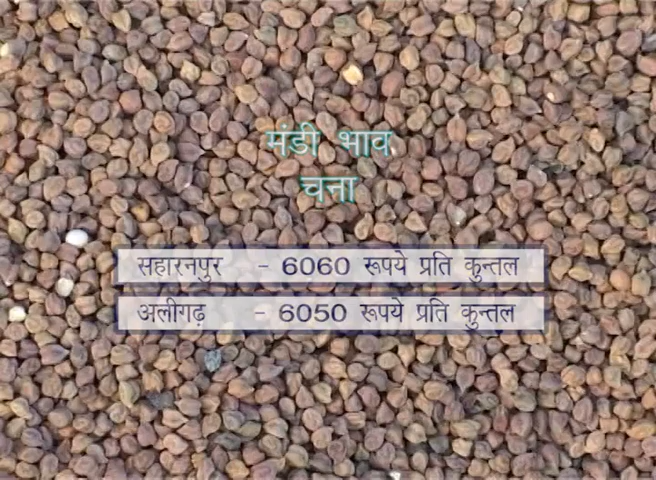 मंडी भाव
चना
सहारनपुर - 6060 रूपये प्रति कुन्तल
अलीगढ़ - 6050 रूपये प्रति कुन्तल